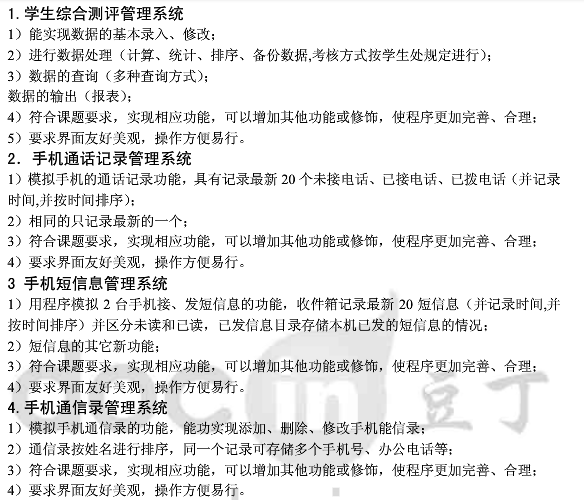 1.学生综合测评管理系统
1）能实现数据的基本录入、修改；
2）进行数据处理（计算、统计、排序、备份数据,考核方式按学生处规定进行）；
3）数据的查询（多种查询方式）；
数据的输出（报表）；
4）符合课题要求，实现相应功能，可以增加其他功能或修饰，使程序更加完善、合理；
5）要求界面友好美观，操作方便易行。
2．手机通话记录管理系统
1）模拟手机的通话记录功能，具有记录最新 20 个未接电话、已接电话、已拨电话（并记录
时间,并按时间排序）；
2）相同的只记录最新的一个；
3）符合课题要求，实现相应功能，可以增加其他功能或修饰，使程序更加完善、合理；
4）要求界面友好美观，操作方便易行。
3 手机短信息管理系统
1）用程序模拟 2 台手机接、发短信息的功能，收件箱记录最新 20 短信息（并记录时间,并
按时间排序）并区分未读和已读，已发信息目录存储本机已发的短信息的情况；
2）短信息的其它新功能；
3）符合课题要求，实现相应功能，可以增加其他功能或修饰，使程序更加完善、合理；
4）要求界面友好美观，操作方便易行。
4.手机通信录管理系统
1）模拟手机通信录的功能，能功实现添加、删除、修改手机能信录；
2）通信录按姓名进行排序，同一个记录可存储多个手机号、办公电话等；
3）符合课题要求，实现相应功能，可以增加其他功能或修饰，使程序更加完善、合理；
4）要求界面友好美观，操作方便易行。
docin 豆丁